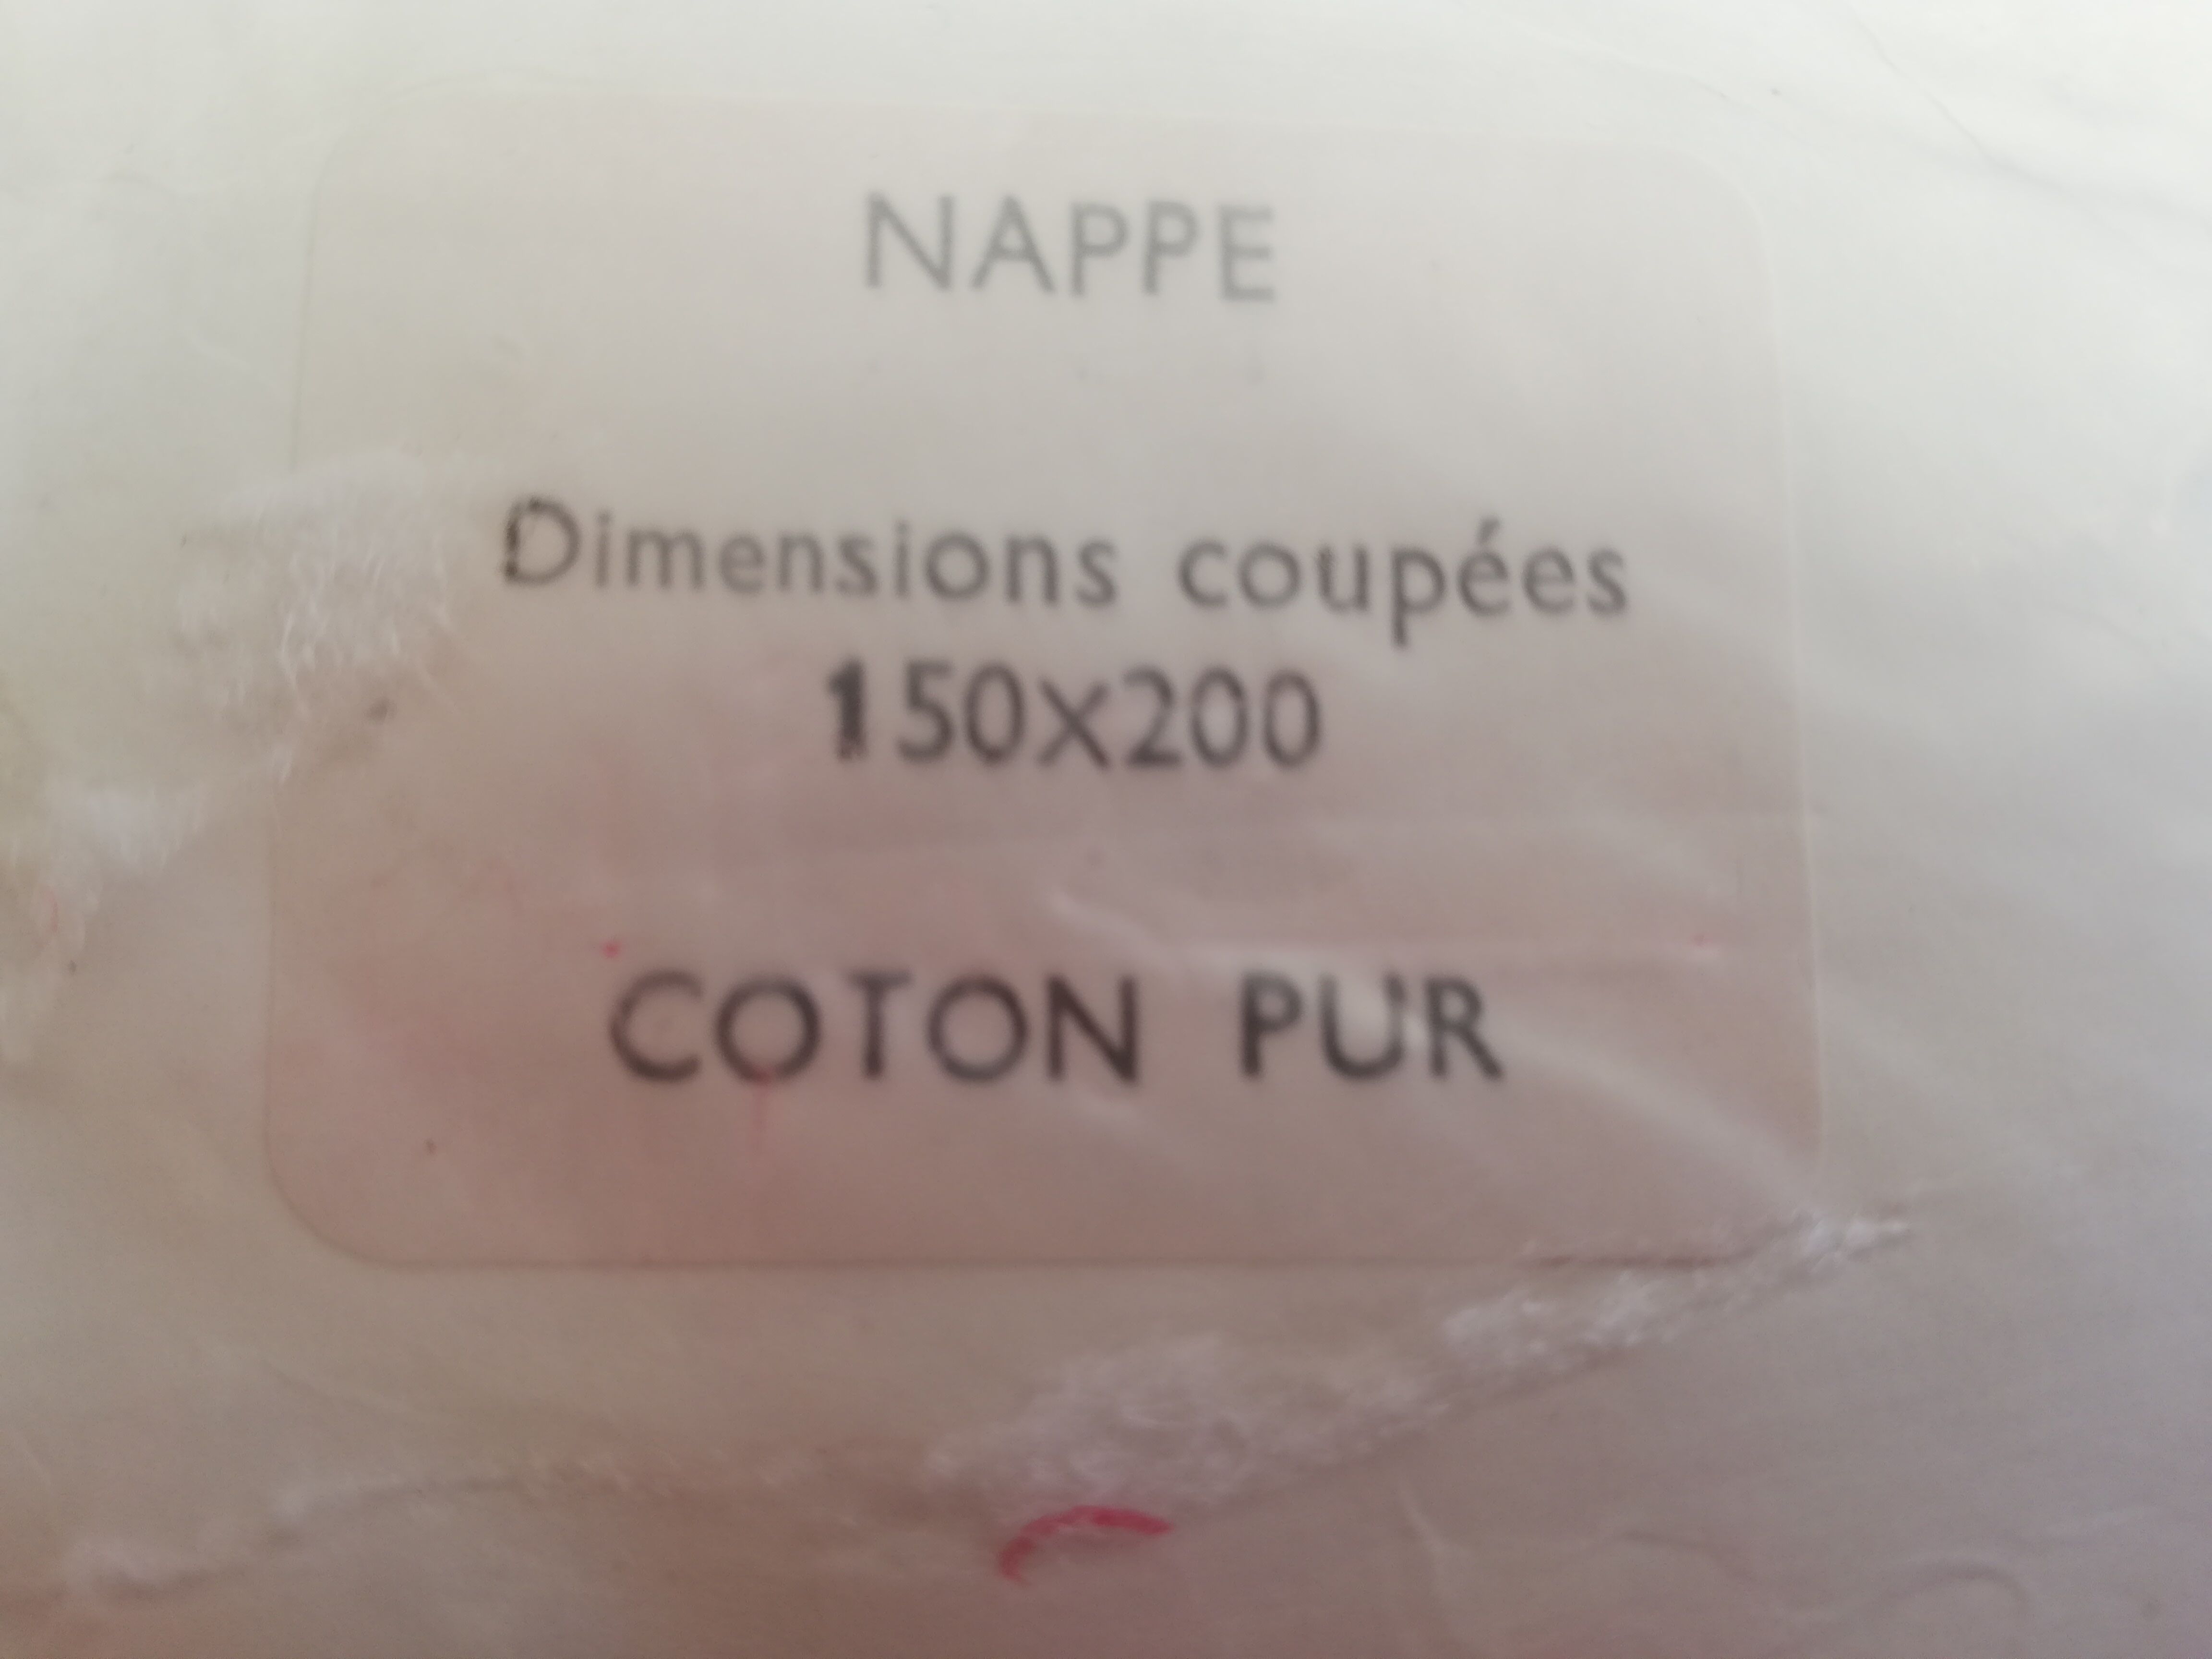 NAPPE
Dimensions coupées
150X200
COTON PUR